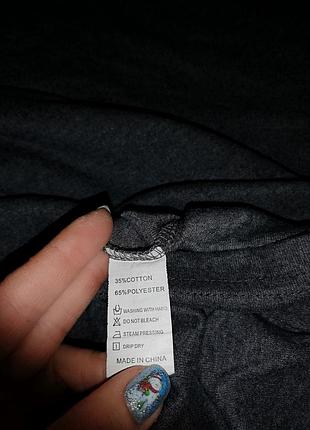 35%COTTON
65%POLYESTER
WASHING WITH HAND
DO NOT BLEACH
STEAM PRESSING
DRIP DRY
MADE IN CHINA